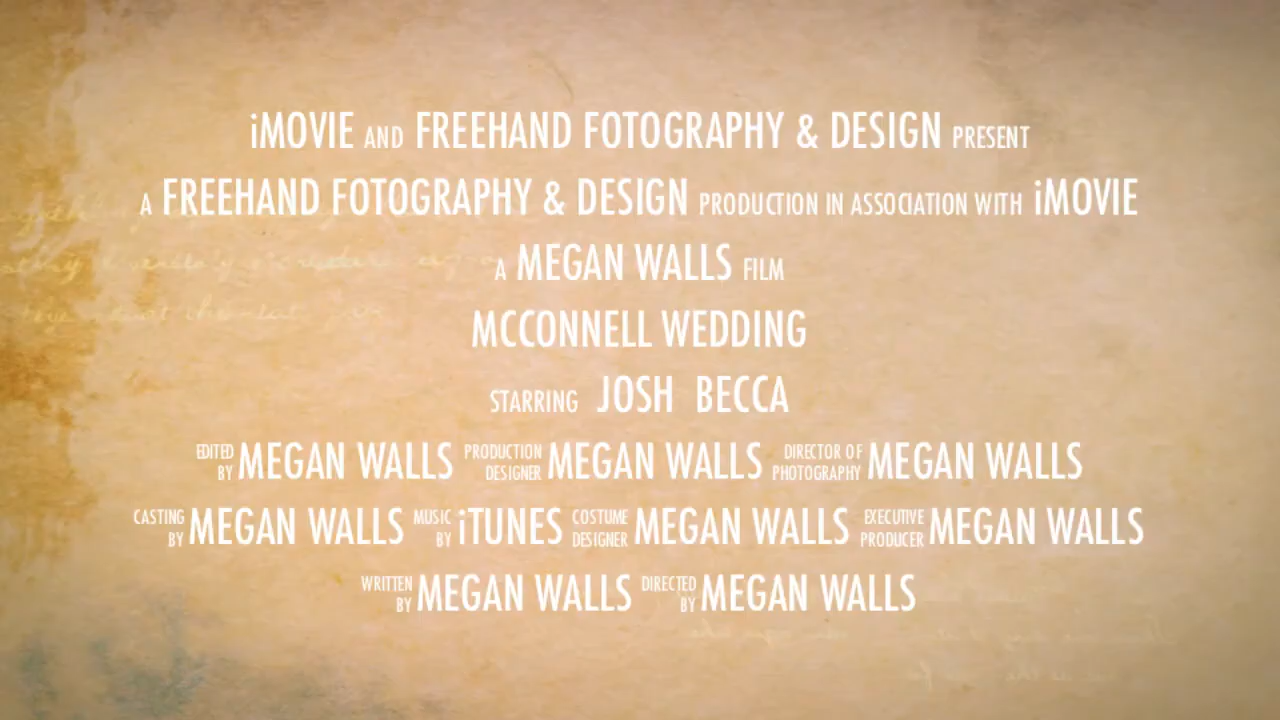 iMOVIE AND FREEHAND FOTOGRAPHY & DESIGN PRESENT
A FREEHAND FOTOGRAPHY & DESIGN PRODUCTION IN ASSOCIATION WITH iMOVIE
A MEGAN WALLS FILM
MCCONNELL WEDDING
STARRING JOSH BECCA
EDITED BY MEGAN WALLS PRODUCTION DESIGNER MEGAN WALLS DIRECTOR OF PHOTOGRAPHY MEGAN WALLS
CASTING BY MEGAN WALLS MUSIC BY iTUNES COSTUME DESIGNER MEGAN WALLS EXECUTIVE PRODUCER MEGAN WALLS
WRITTEN BY MEGAN WALLS DIRECTED BY MEGAN WALLS